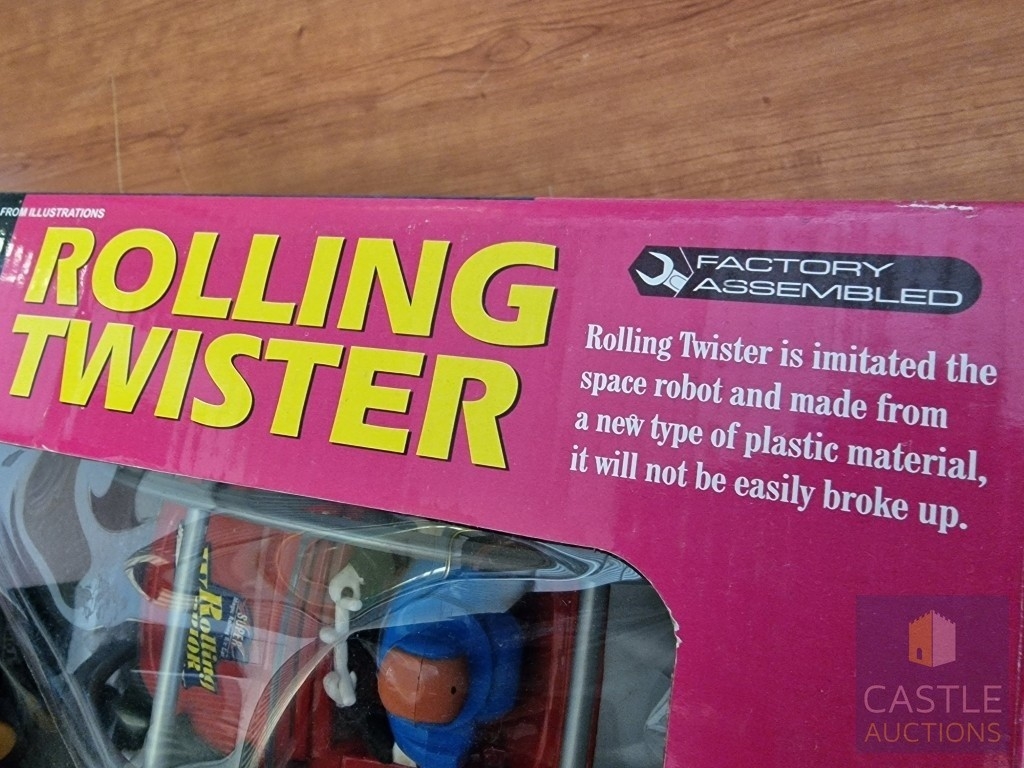 FROM ILLUSTRATIONS
ROLLING
TWISTER
FACTORY
ASSEMBLED
Rolling Twister is imitated the
space robot and made from
a new type of plastic material,
it will not be easily broke up.
Rolling
CASTLE
AUCTIONS